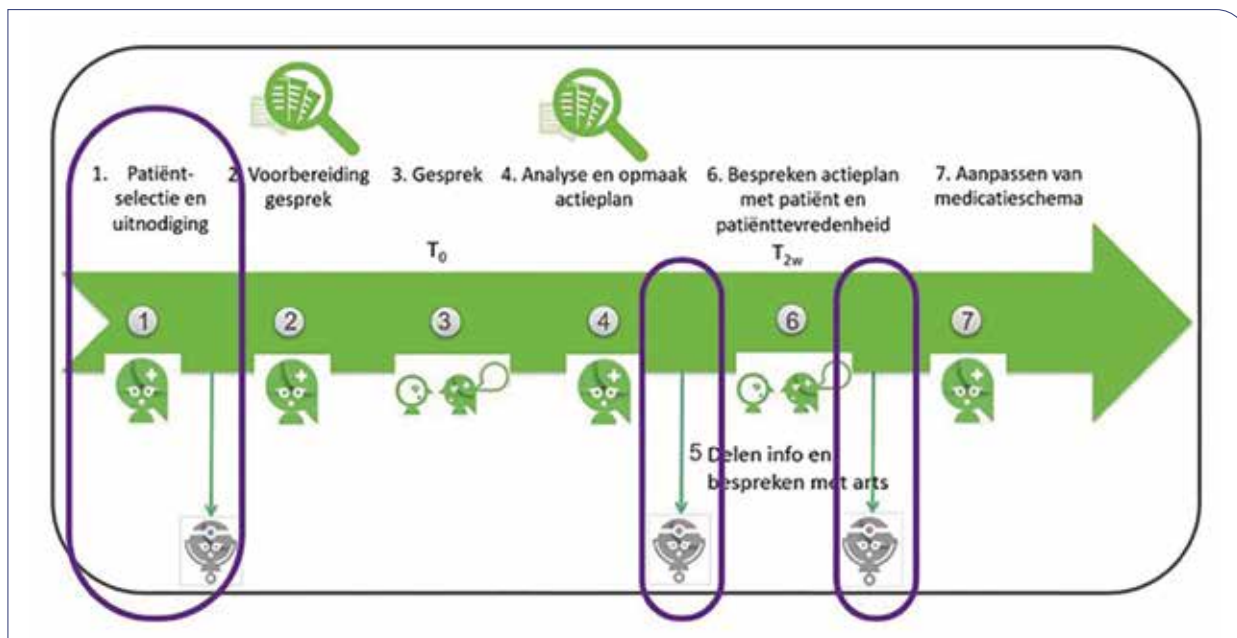 1. Patiënt-
selectie en
uitnodiging
2. Voorbereiding
gesprek
3. Gesprek
4. Analyse en opmaak
actieplan
6. Bespreken actieplan
met patiënt en
patiënttevredenheid
7. Aanpassen van
medicatieschema
T0
T2w
1
2
3
4
6
7
5 Delen info en
bespreken met arts